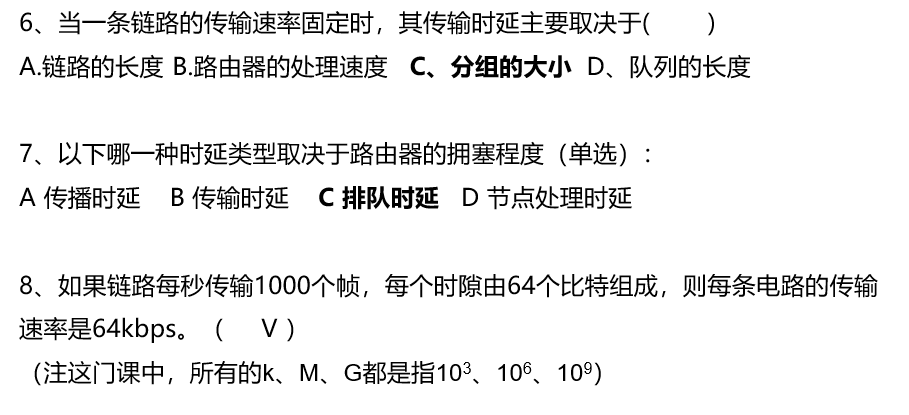 6、当一条链路的传输速率固定时，其传输时延主要取决于(        )
A.链路的长度 B.路由器的处理速度   C、分组的大小  D、队列的长度
7、以下哪一种时延类型取决于路由器的拥塞程度（单选）:
A 传播时延    B 传输时延    C 排队时延   D 节点处理时延
8、如果链路每秒传输1000个帧，每个时隙由64个比特组成，则每条电路的传输
速率是64kbps。（     V ）
（注这门课中，所有的k、M、G都是指10³、10⁶、10⁹）